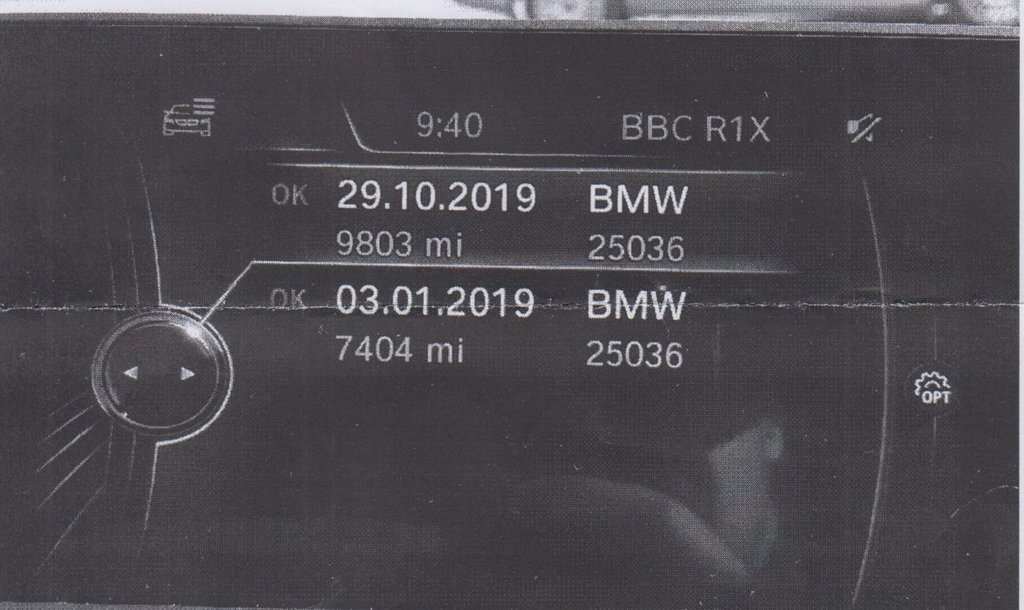 9:40 BBC R1X
OK 29.10.2019 BMW
9803 mi 25036
OK 03.01.2019 BMW
7404 mi 25036
OPT